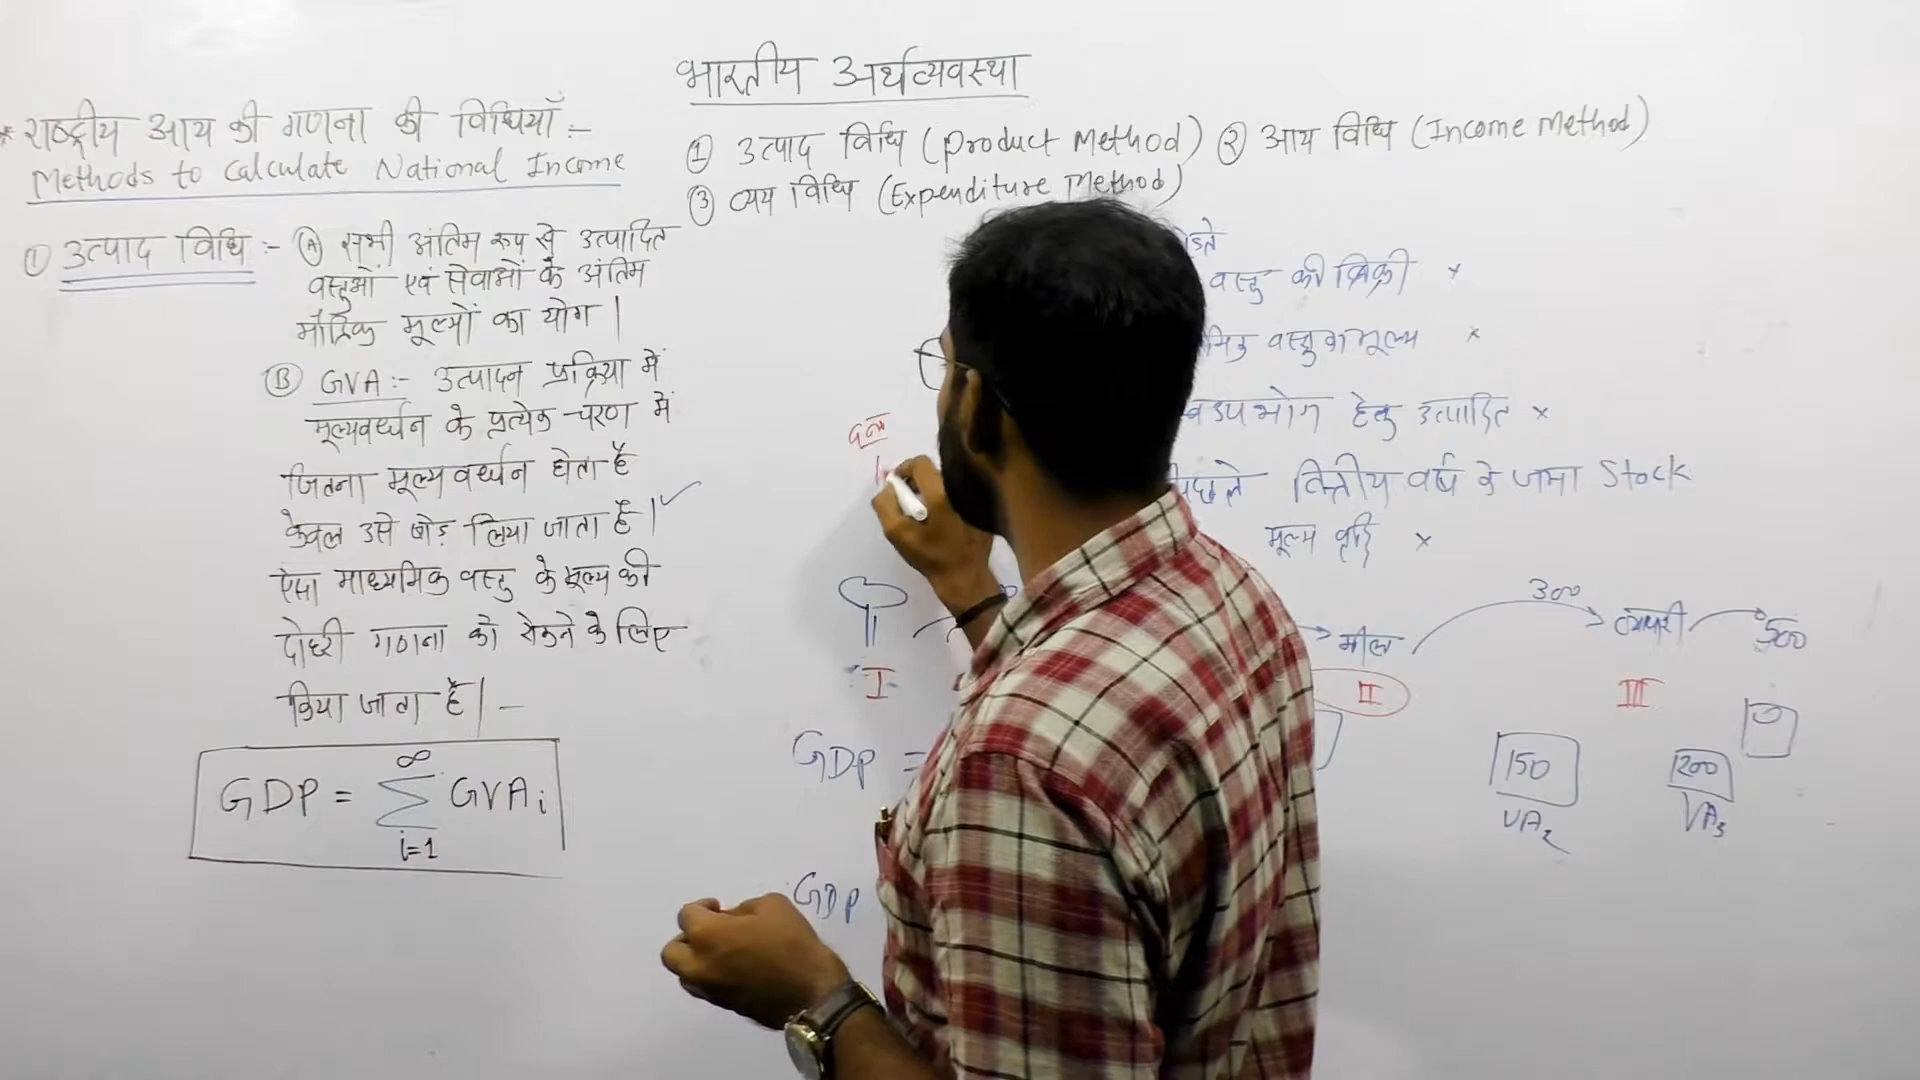 भारतीय अर्थव्यवस्था
* राष्ट्रीय आय की गणना की विधियाँ :-
Methods to Calculate National Income
① उत्पाद विधि (Product Method) ② आय विधि (Income Method)
③ व्यय विधि (Expenditure Method)
① उत्पाद विधि :- Ⓐ सभी अंतिम रूप से उत्पादित
वस्तुओं एवं सेवाओं के अंतिम
मौद्रिक मूल्यों का योग |
Ⓑ GVA :- उत्पादन प्रक्रिया में
मूल्यवर्ध्धन के प्रत्येक चरण में
जितना मूल्यवर्ध्धन होता है
केवल उसे जोड़ लिया जाता है | ✓
ऐसा माध्यमिक वस्तु के मूल्य की
दोहरी गणना को रोकने के लिए
किया जाता है | –
GDP = ∞ ∑ i=1 GVA i
वस्तु की बिक्री ×
वस्तु का मूल्य ×
उपभोग हेतु उत्पादित ×
वित्तीय वर्ष के जमा Stock
मूल्य वृद्धि ×
गन्ना
मील 300 व्यापारी 500
I II III
GDP =
150 200
VA₂ VA₃
GDP